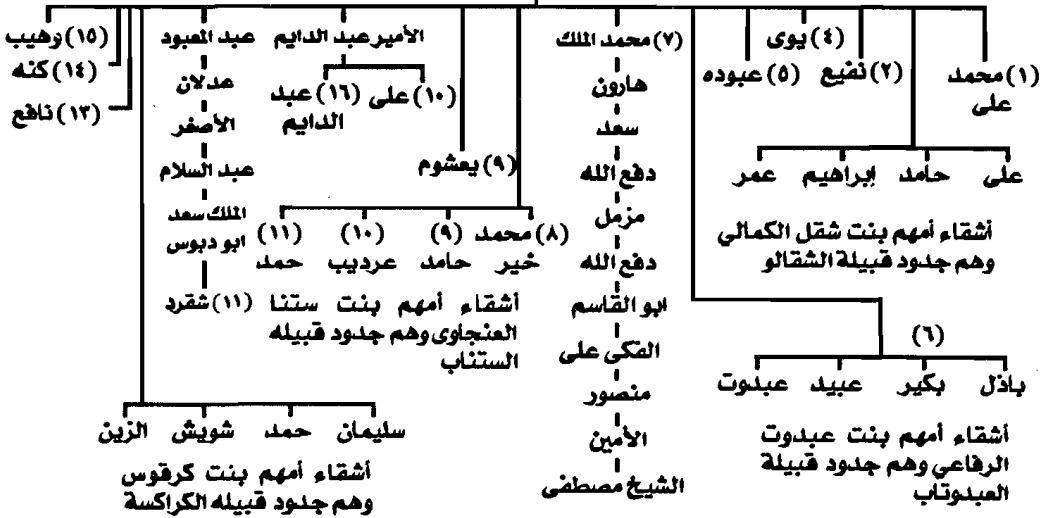 (١) محمد على
(٢) نفيع
(٤) يوى
(٥) عبوده
(٧) محمد الملك
هارون
سعد
دفع الله
مزمل
دفع الله
ابو القاسم
الفكى على
منصور
الأمين
الشيخ مصطفى
الأمير عبد الدايم
(١٠) على
(١٦) عبد الدايم
عبد المعبود
عدلان
الأصغر
عبد السلام
الملك سعد ابو دبوس
(١١) شقرد
(١٥) وهيب
(١٤) كنه
(١٣) نافع
(٩) يعشوم
على حامد إبراهيم عمر
أشقاء أمهم بنت شقل الكمالي
وهم جدود قبيلة الشقالو
(٨) محمد خير
(٩) حامد
(١٠) عرديب
(١١) حمد
أشقاء أمهم بنت ستنا
العنجاوى وهم جدود قبيله
الستناب
(٦)
باذل بكير عبيد عبدوت
أشقاء أمهم بنت عبدوت
الرفاعي وهم جدود قبيلة
العبدوتاب
سليمان حمد شويش الزين
أشقاء أمهم بنت كرقوس
وهم جدود قبيله الكراكسة